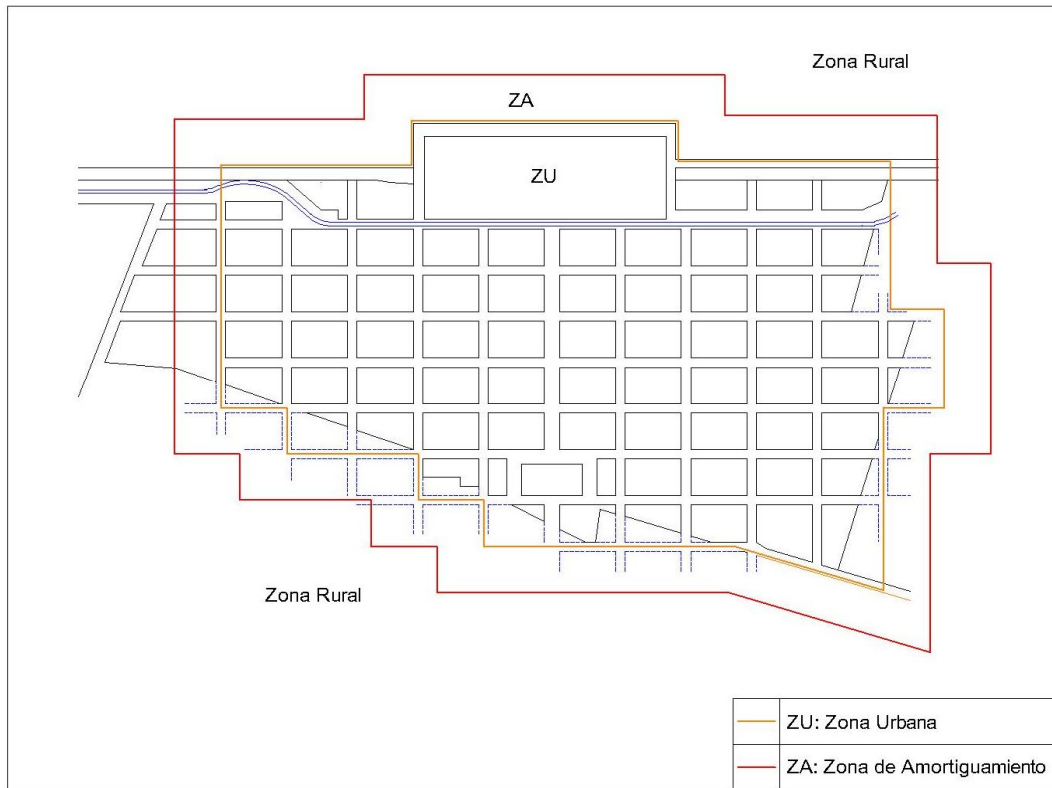 Zona Rural
ZA
ZU
Zona Rural
ZU: Zona Urbana
ZA: Zona de Amortiguamiento